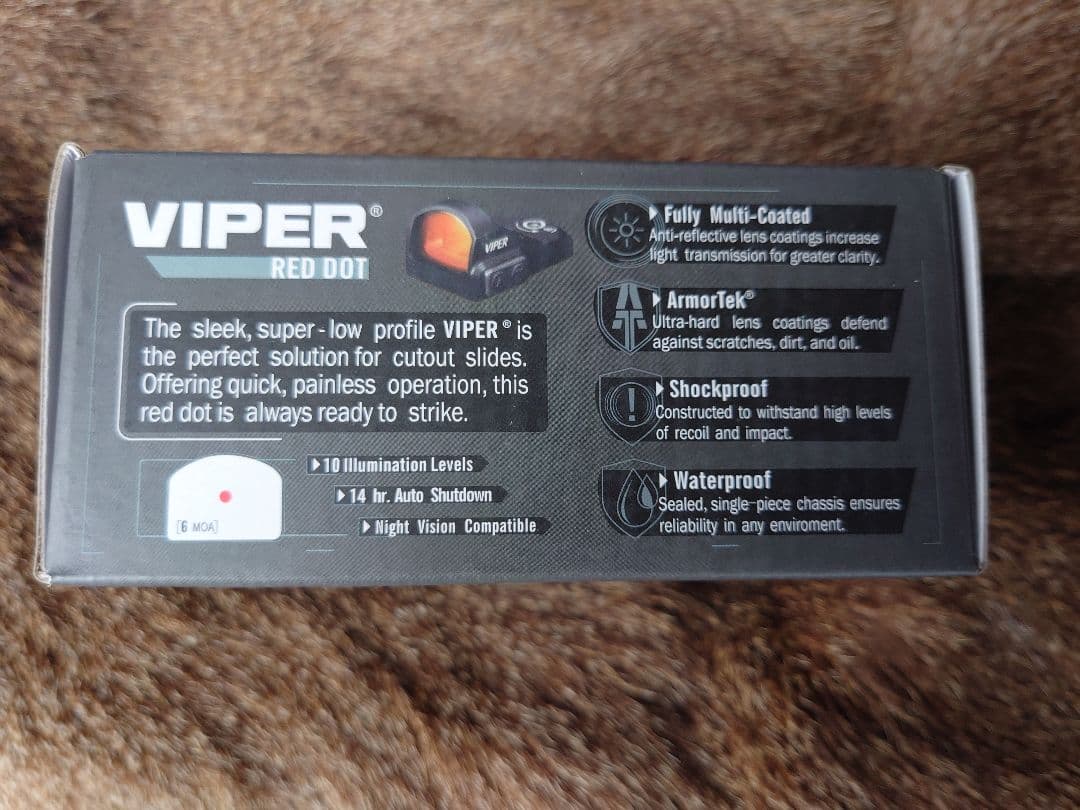 VIPER®
RED DOT
VIPER
The sleek, super-low profile VIPER® is
the perfect solution for cutout slides.
Offering quick, painless operation, this
red dot is always ready to strike.
10 Illumination Levels
14 hr. Auto Shutdown
Night Vision Compatible
[6 MOA]
Fully Multi-Coated
Anti-reflective lens coatings increase
light transmission for greater clarity.
ArmorTek®
Ultra-hard lens coatings defend
against scratches, dirt, and oil.
Shockproof
Constructed to withstand high levels
of recoil and impact.
Waterproof
Sealed, single-piece chassis ensures
reliability in any enviroment.